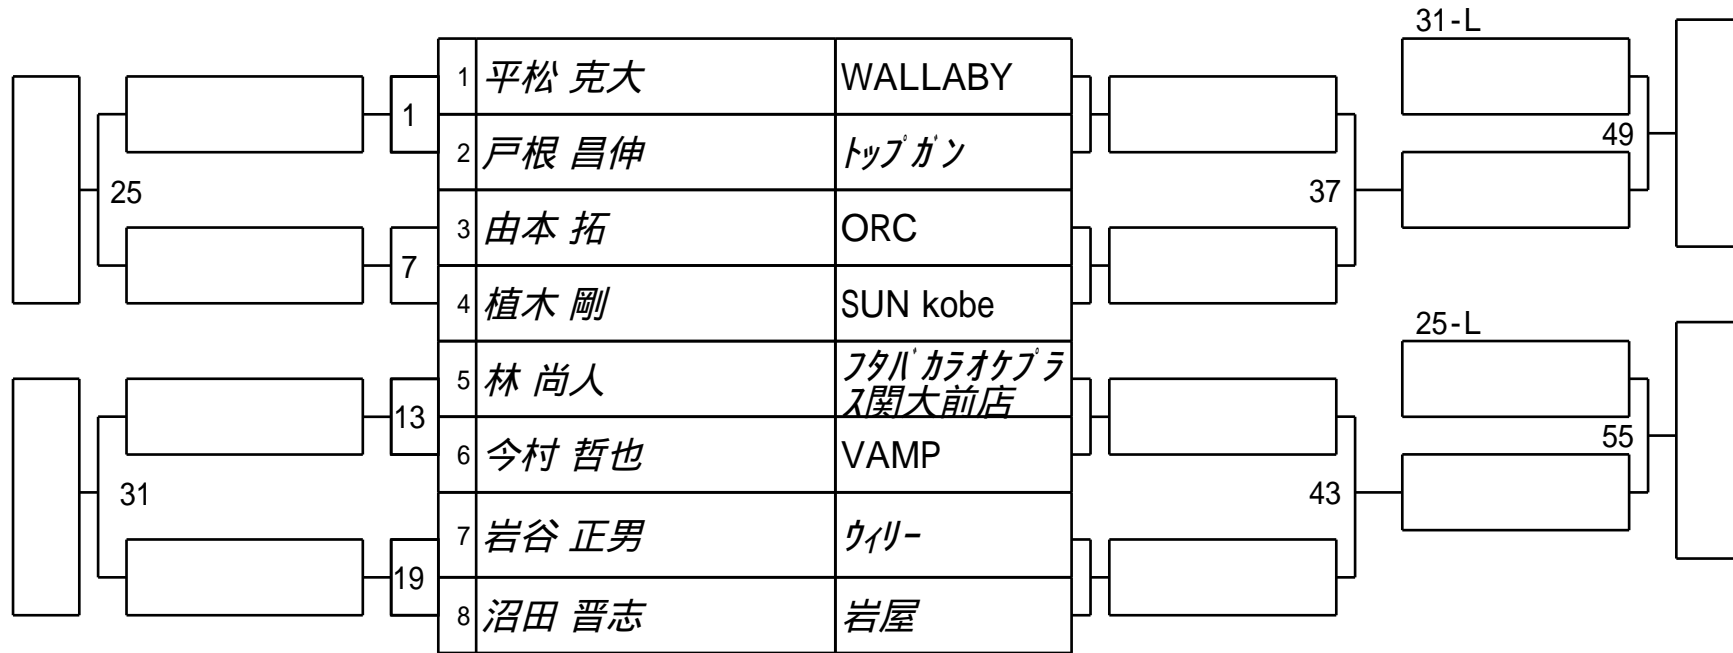 31-L
1 平松 克大 WALLABY
1
49
2 戸根 昌伸 ﾄｯﾌﾟｶﾞﾝ
25
37
3 由本 拓 ORC
7
4 植木 剛 SUN kobe
25-L
5 林 尚人 ﾌﾀﾊﾞｶﾗｵｹﾌﾟﾗ
ｽ関大前店
13
55
6 今村 哲也 VAMP
31
43
7 岩谷 正男 ｳｨﾘｰ
19
8 沼田 晋志 岩屋